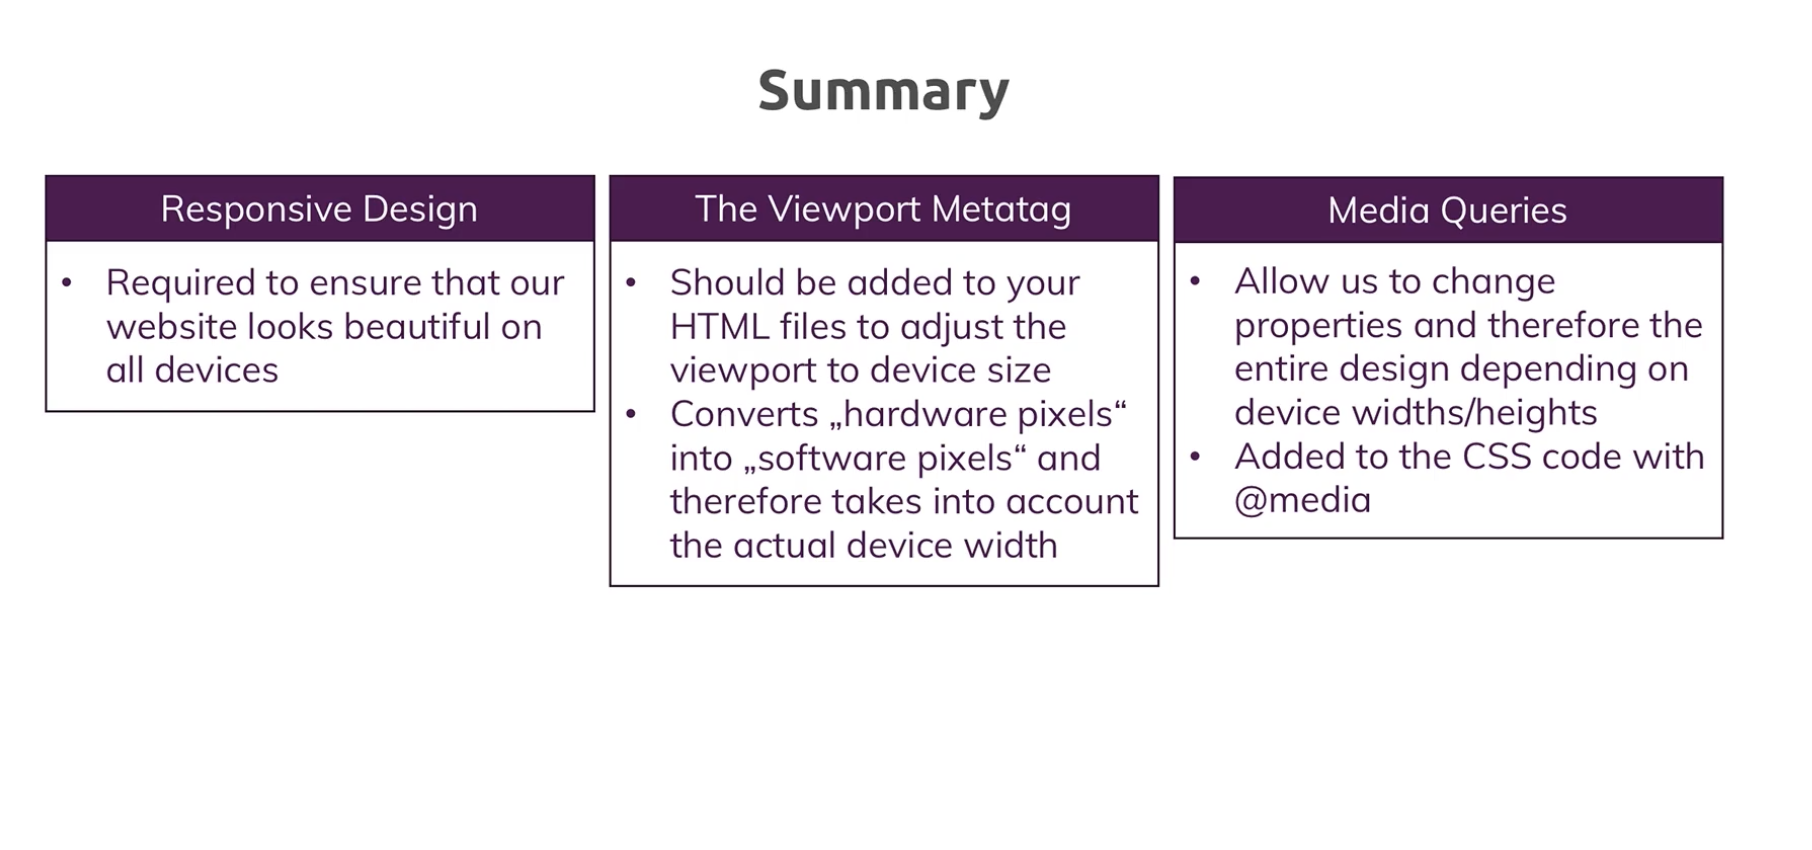 Summary
Responsive Design
• Required to ensure that our
website looks beautiful on
all devices
The Viewport Metatag
• Should be added to your
HTML files to adjust the
viewport to device size
• Converts „hardware pixels“
into „software pixels“ and
therefore takes into account
the actual device width
Media Queries
• Allow us to change
properties and therefore the
entire design depending on
device widths/heights
• Added to the CSS code with
@media